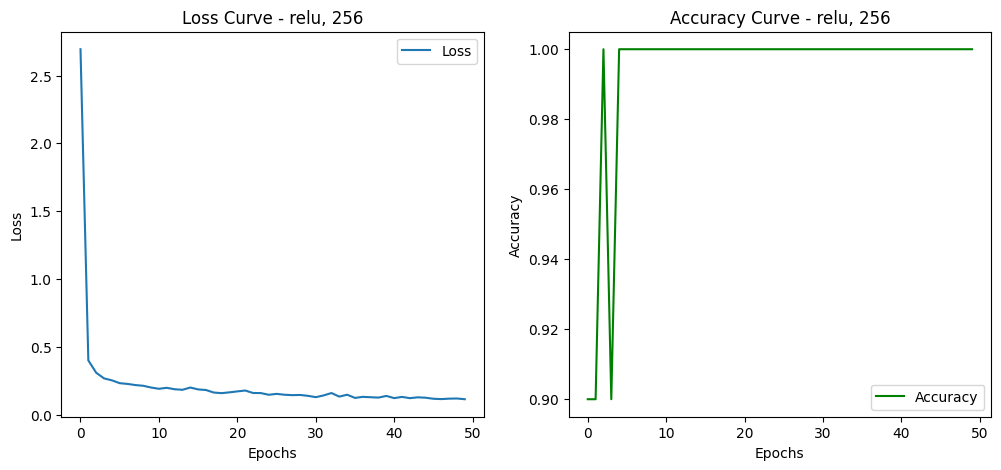 Loss Curve - relu, 256
Loss
2.5
2.0
1.5
1.0
0.5
0.0
Loss
0 10 20 30 40 50
Epochs
Accuracy Curve - relu, 256
1.00
0.98
0.96
0.94
0.92
0.90
Accuracy
Accuracy
0 10 20 30 40 50
Epochs